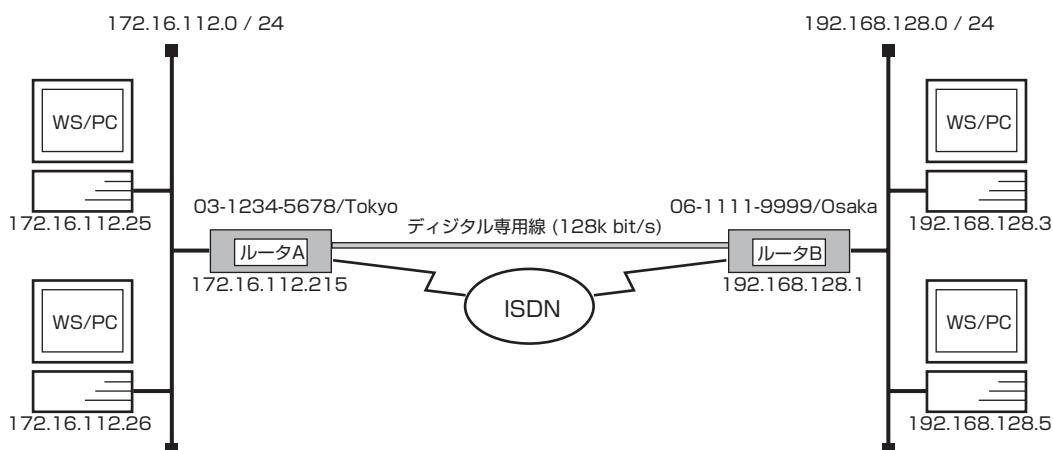 172.16.112.0 / 24
192.168.128.0 / 24
WS/PC
WS/PC
172.16.112.25
03-1234-5678/Tokyo
ディジタル専用線 (128k bit/s)
06-1111-9999/Osaka
192.168.128.3
ルータA
ルータB
172.16.112.215
192.168.128.1
ISDN
WS/PC
WS/PC
172.16.112.26
192.168.128.5